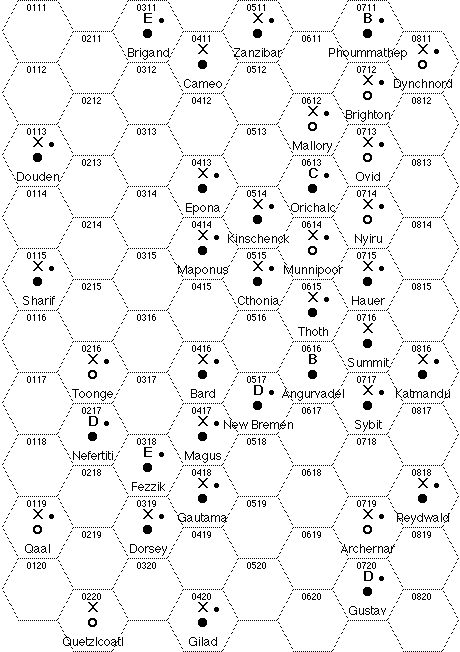 0111
0311
E
Brigand
0511
X
Zanzibar
0711
B
Phoummathep
0211
0411
X
Cameo
0611
0811
X
Dynchnord
0112
0312
0512
0712
X
Brighton
0212
0412
0612
X
Mallory
0812
0113
X
Douden
0313
0513
0713
X
Ovid
0213
0413
X
Epona
0613
C
Orichalc
0813
0114
0314
0514
X
Kinschenck
0714
X
Nyiru
0214
0414
X
Maponus
0614
X
Munnipoor
0814
0115
X
Sharif
0315
0515
X
Cthonia
0715
X
Hauer
0215
0415
0615
X
Thoth
0815
0116
0316
0516
0716
X
Summit
0216
X
Toonge
0416
X
Bard
0616
B
Angurvadel
0816
X
Katmandu
0117
0317
0517
D
New Bremen
0717
X
Sybit
0217
D
Nefertiti
0417
X
Magus
0617
0817
0118
0318
E
Fezzik
0518
0718
0218
0418
X
Gautama
0618
0818
X
Reydwald
0119
X
Qaal
0319
X
Dorsey
0519
0719
X
Archernar
0219
0419
0619
0819
0120
0320
0520
0720
D
Gustav
0220
X
Quetzlcoatl
0420
X
Gilad
0620
0820